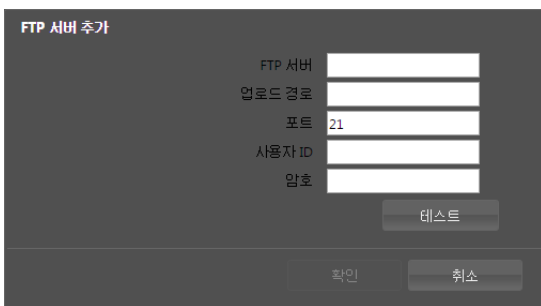 FTP 서버 추가
FTP 서버
업로드 경로
포트 21
사용자 ID
암호
테스트
확인 취소